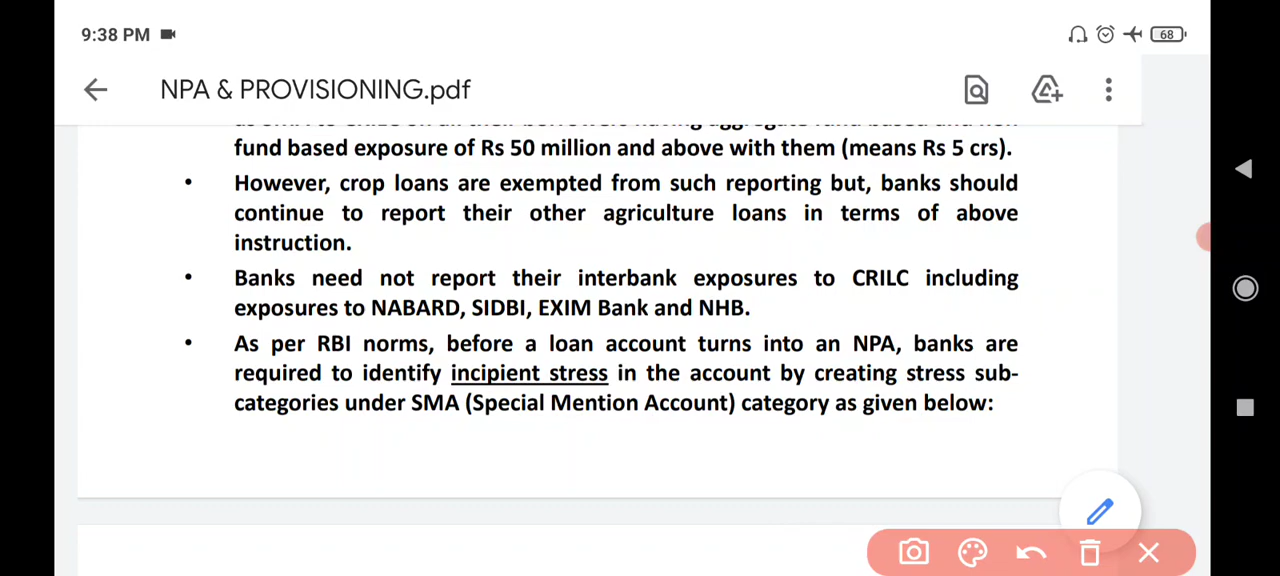 9:38 PM
68
NPA & PROVISIONING.pdf
fund based exposure of Rs 50 million and above with them (means Rs 5 crs).
• However, crop loans are exempted from such reporting but, banks should
continue to report their other agriculture loans in terms of above
instruction.
• Banks need not report their interbank exposures to CRILC including
exposures to NABARD, SIDBI, EXIM Bank and NHB.
• As per RBI norms, before a loan account turns into an NPA, banks are
required to identify incipient stress in the account by creating stress sub-
categories under SMA (Special Mention Account) category as given below: